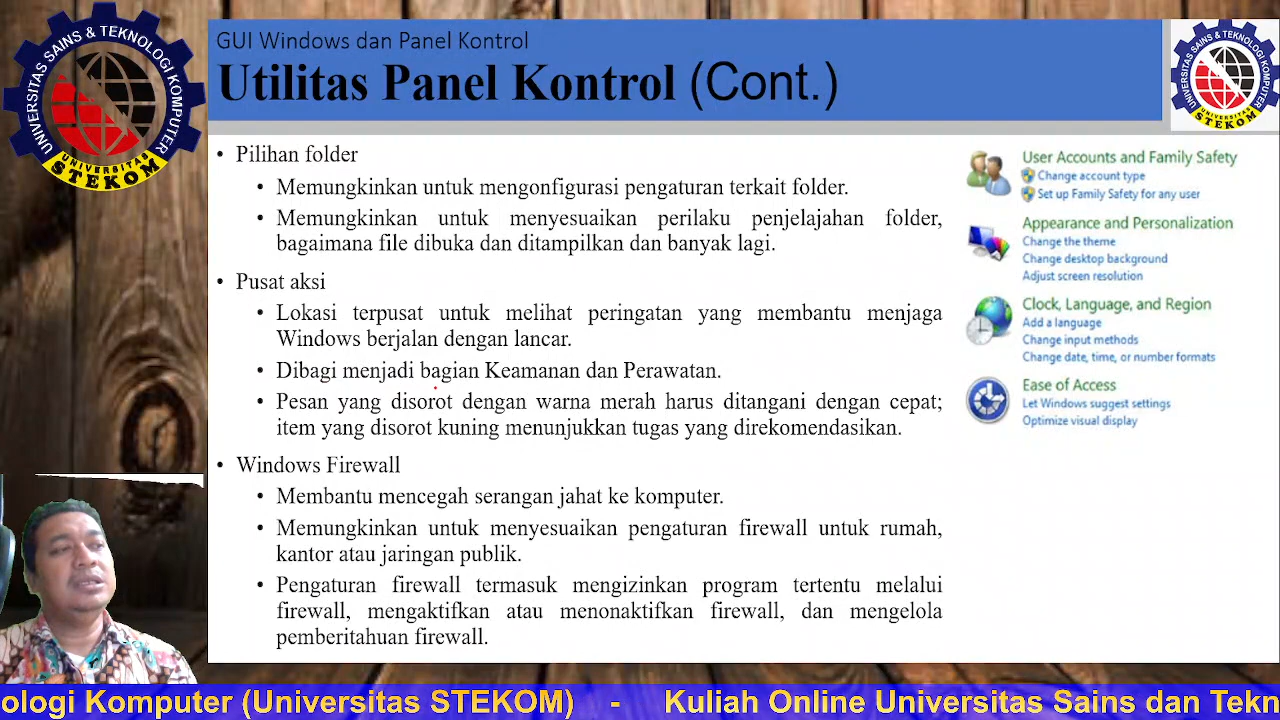 UNIVERSITAS SAINS & TEKNOLOGI KOMPUTER
UNIVERSITAS
STEKOM
GUI Windows dan Panel Kontrol
Utilitas Panel Kontrol (Cont.)
UNIVERSITAS SAINS & TEKNOLOGI KOMPUTER
UNIVERSITAS
STEKOM
• Pilihan folder
• Memungkinkan untuk mengonfigurasi pengaturan terkait folder.
• Memungkinkan untuk menyesuaikan perilaku penjelajahan folder,
bagaimana file dibuka dan ditampilkan dan banyak lagi.
• Pusat aksi
• Lokasi terpusat untuk melihat peringatan yang membantu menjaga
Windows berjalan dengan lancar.
• Dibagi menjadi bagian Keamanan dan Perawatan.
• Pesan yang disorot dengan warna merah harus ditangani dengan cepat;
item yang disorot kuning menunjukkan tugas yang direkomendasikan.
• Windows Firewall
• Membantu mencegah serangan jahat ke komputer.
• Memungkinkan untuk menyesuaikan pengaturan firewall untuk rumah,
kantor atau jaringan publik.
• Pengaturan firewall termasuk mengizinkan program tertentu melalui
firewall, mengaktifkan atau menonaktifkan firewall, dan mengelola
pemberitahuan firewall.
User Accounts and Family Safety
Change account type
Set up Family Safety for any user
Appearance and Personalization
Change the theme
Change desktop background
Adjust screen resolution
Clock, Language, and Region
Add a language
Change input methods
Change date, time, or number formats
Ease of Access
Let Windows suggest settings
Optimize visual display
ologi Komputer (Universitas STEKOM) - Kuliah Online Universitas Sains dan Tekn